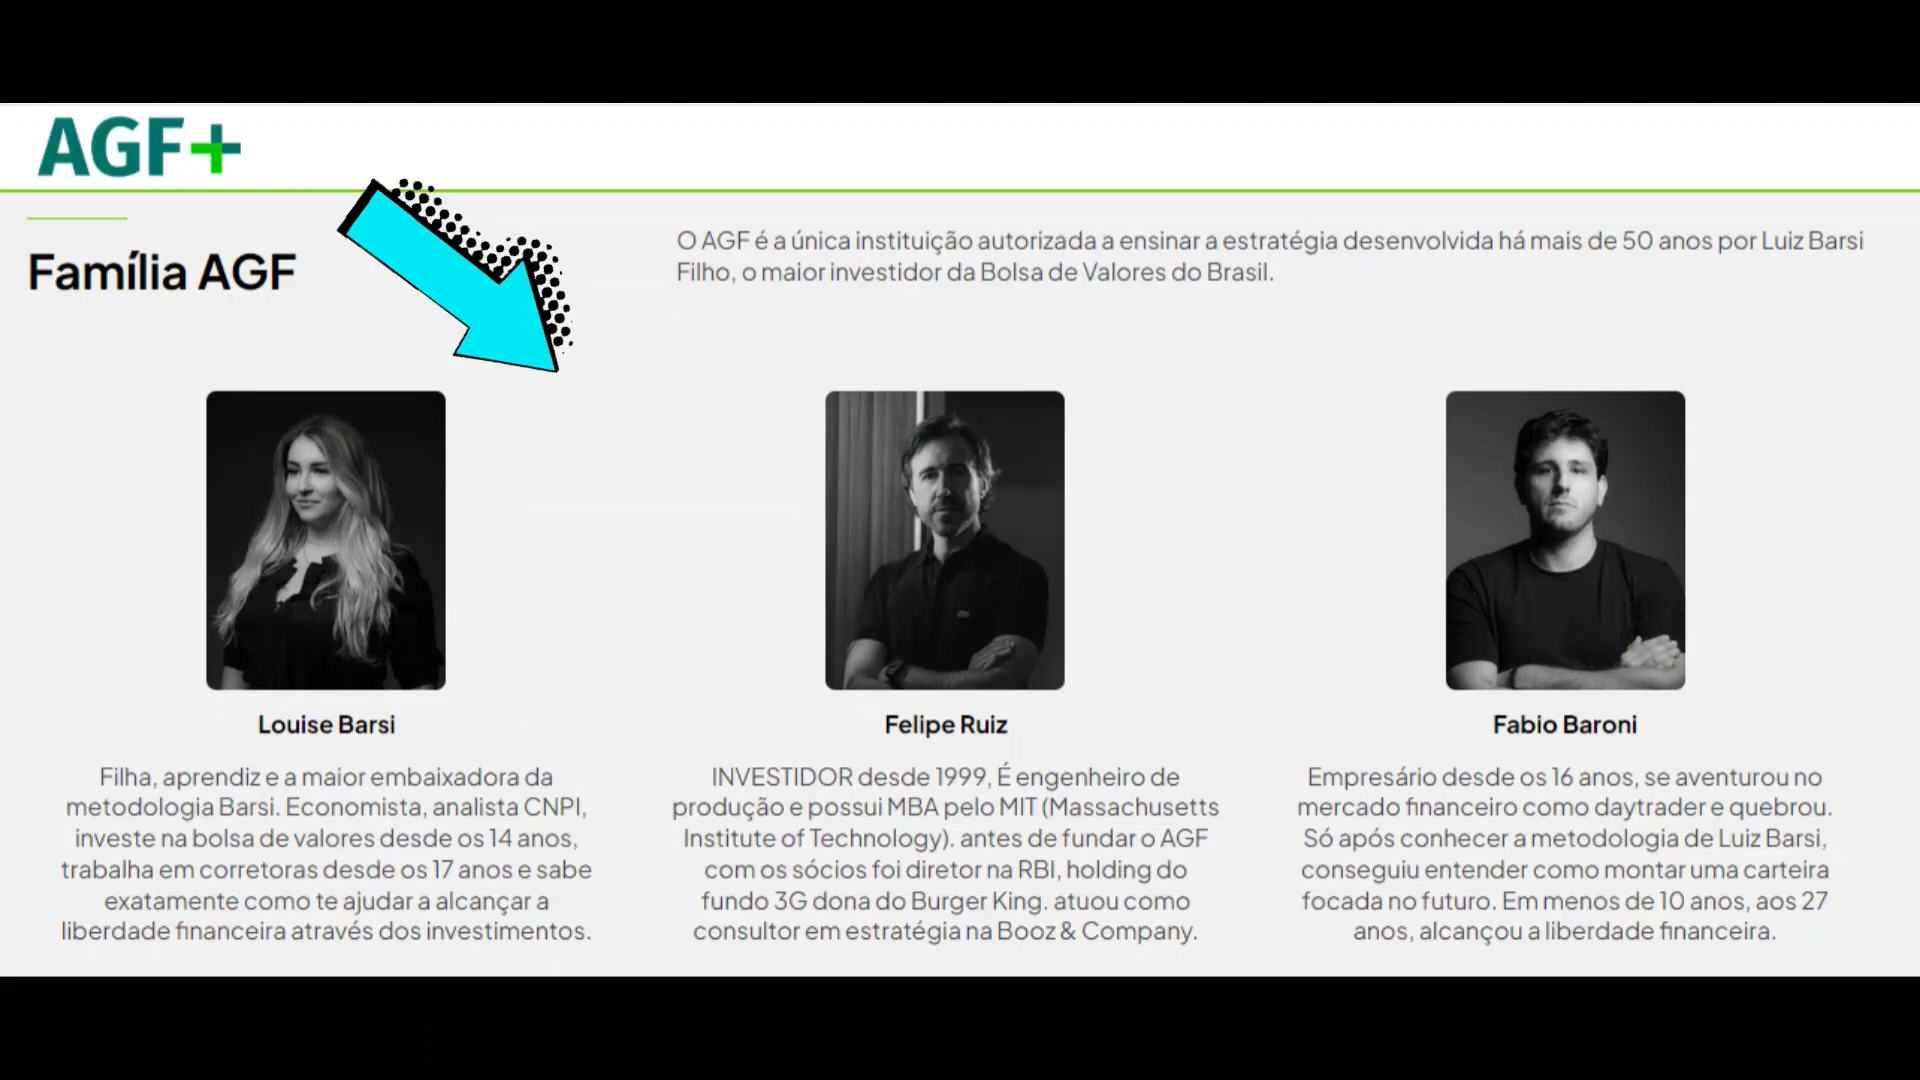 AGF+
Família AGF
O AGF é a única instituição autorizada a ensinar a estratégia desenvolvida há mais de 50 anos por Luiz Barsi
Filho, o maior investidor da Bolsa de Valores do Brasil.
Louise Barsi
Filha, aprendiz e a maior embaixadora da
metodologia Barsi. Economista, analista CNPI,
investe na bolsa de valores desde os 14 anos,
trabalha em corretoras desde os 17 anos e sabe
exatamente como te ajudar a alcançar a
liberdade financeira através dos investimentos.
Felipe Ruiz
INVESTIDOR desde 1999, É engenheiro de
produção e possui MBA pelo MIT (Massachusetts
Institute of Technology). antes de fundar o AGF
com os sócios foi diretor na RBI, holding do
fundo 3G dona do Burger King. atuou como
consultor em estratégia na Booz & Company.
Fabio Baroni
Empresário desde os 16 anos, se aventurou no
mercado financeiro como daytrader e quebrou.
Só após conhecer a metodologia de Luiz Barsi,
conseguiu entender como montar uma carteira
focada no futuro. Em menos de 10 anos, aos 27
anos, alcançou a liberdade financeira.